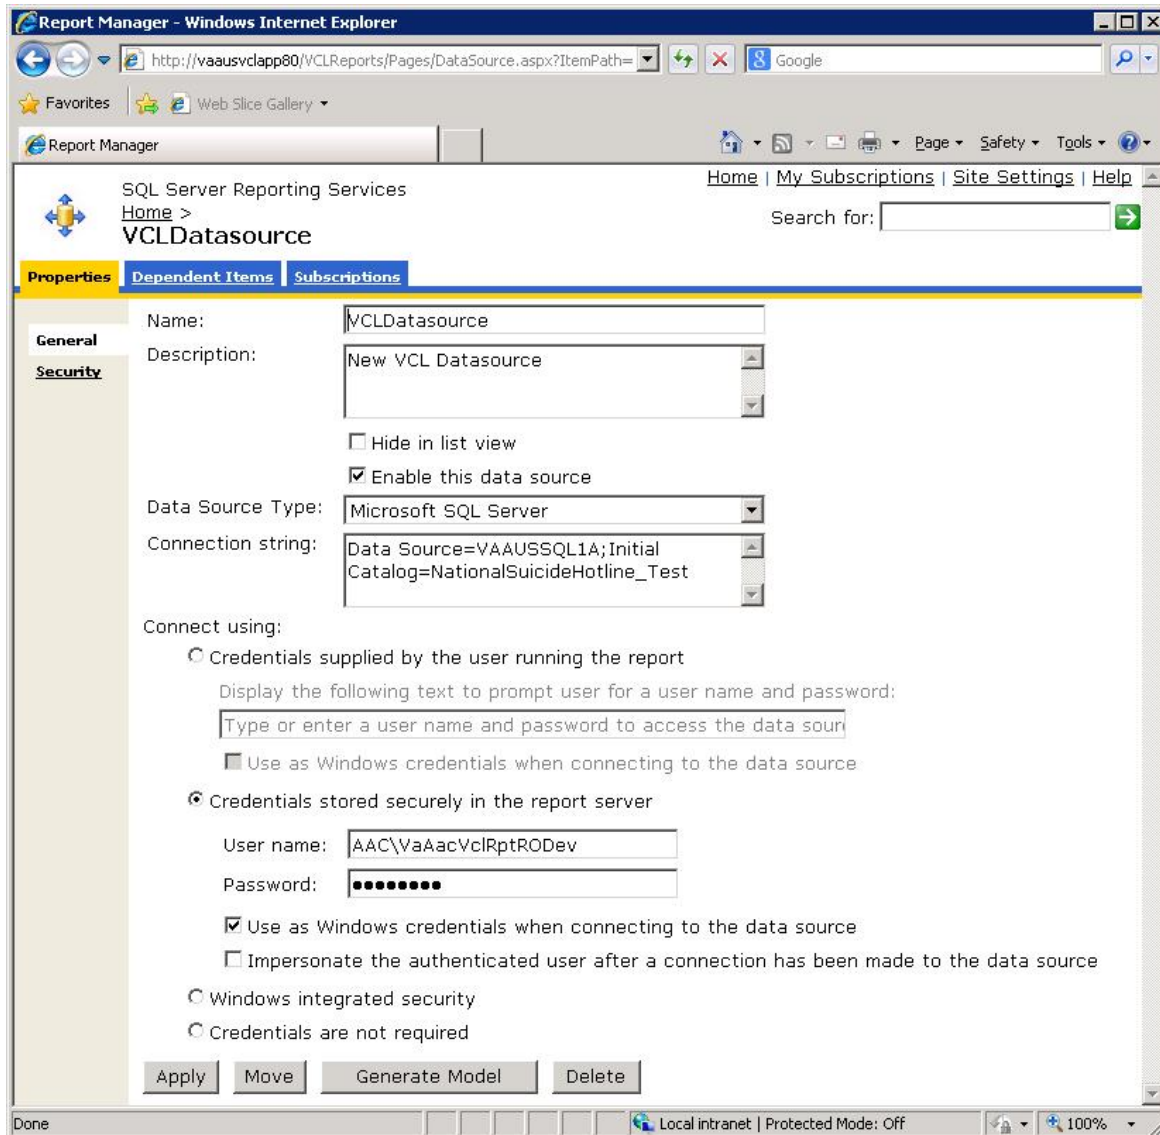 Report Manager - Windows Internet Explorer
http://vaausvclapp80/VCLReports/Pages/DataSource.aspx?ItemPath=
Google
Favorites
Web Slice Gallery
Report Manager
Page
Safety
Tools
Home | My Subscriptions | Site Settings | Help
SQL Server Reporting Services
Home >
VCLDatasource
Search for:
Properties
Dependent Items
Subscriptions
General
Security
Name: VCLDatasource
Description: New VCL Datasource
Hide in list view
Enable this data source
Data Source Type: Microsoft SQL Server
Connection string: Data Source=VAAUSSQL1A;Initial
Catalog=NationalSuicideHotline_Test
Connect using:
Credentials supplied by the user running the report
Display the following text to prompt user for a user name and password:
Type or enter a user name and password to access the data sour
Use as Windows credentials when connecting to the data source
Credentials stored securely in the report server
User name: AAC\VaAacVclRptRODev
Password: ●●●●●●●●
Use as Windows credentials when connecting to the data source
Impersonate the authenticated user after a connection has been made to the data source
Windows integrated security
Credentials are not required
Apply
Move
Generate Model
Delete
Done
Local intranet | Protected Mode: Off
100%